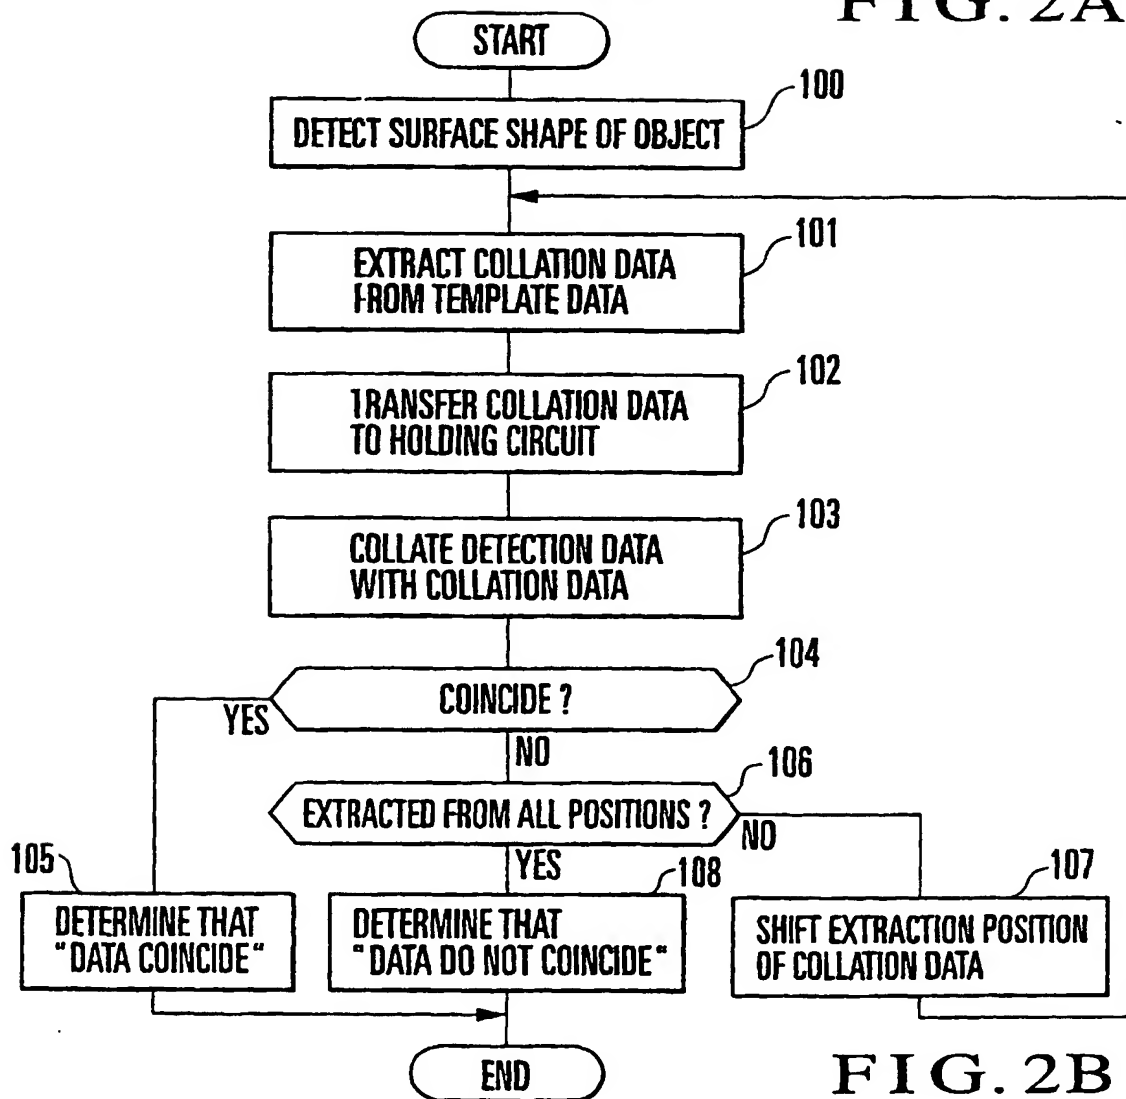 FIG. 2A
START
100
DETECT SURFACE SHAPE OF OBJECT
101
EXTRACT COLLATION DATA
FROM TEMPLATE DATA
102
TRANSFER COLLATION DATA
TO HOLDING CIRCUIT
103
COLLATE DETECTION DATA
WITH COLLATION DATA
104
COINCIDE ?
YES
NO
106
EXTRACTED FROM ALL POSITIONS ?
NO
YES
105
DETERMINE THAT
"DATA COINCIDE"
108
DETERMINE THAT
"DATA DO NOT COINCIDE"
107
SHIFT EXTRACTION POSITION
OF COLLATION DATA
END
FIG. 2B